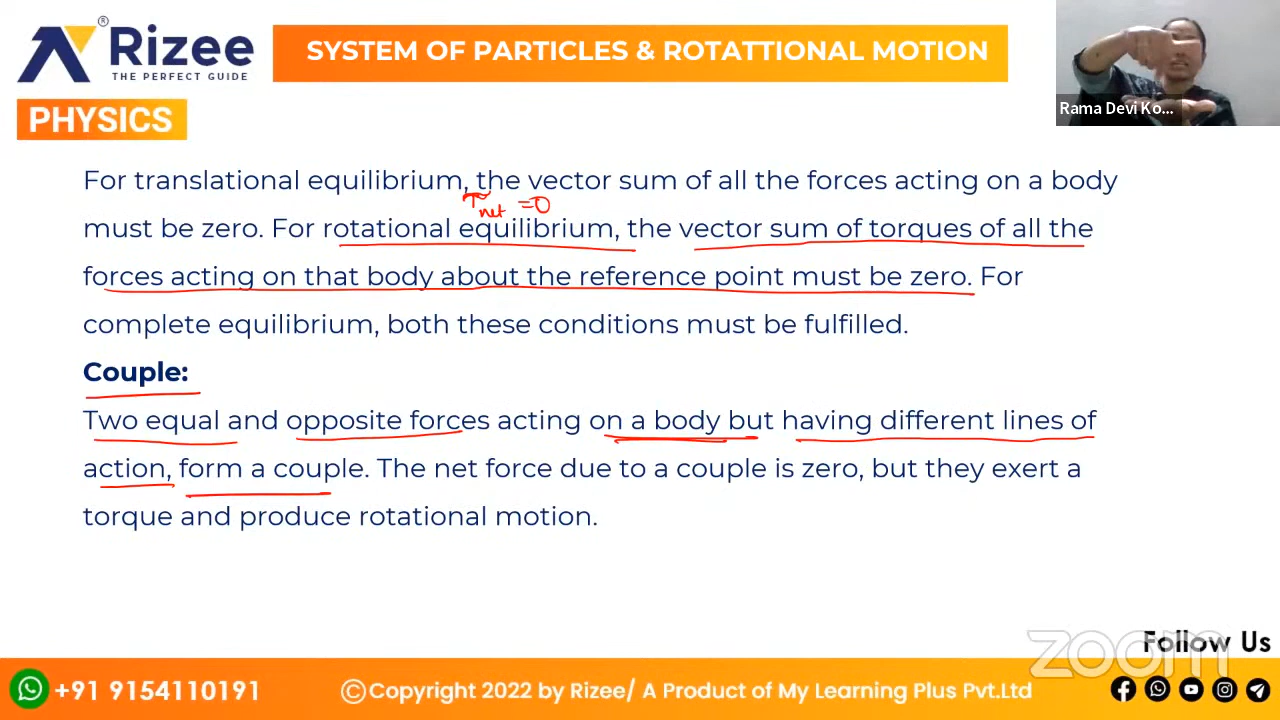 Rizee®
THE PERFECT GUIDE
SYSTEM OF PARTICLES & ROTATTIONAL MOTION
Rama Devi Ko...
PHYSICS
For translational equilibrium, the vector sum of all the forces acting on a body
τnet =0
must be zero. For rotational equilibrium, the vector sum of torques of all the
forces acting on that body about the reference point must be zero. For
complete equilibrium, both these conditions must be fulfilled.
Couple:
Two equal and opposite forces acting on a body but having different lines of
action, form a couple. The net force due to a couple is zero, but they exert a
torque and produce rotational motion.
Follow Us
zoom
+91 9154110191
©Copyright 2022 by Rizee/ A Product of My Learning Plus Pvt.Ltd